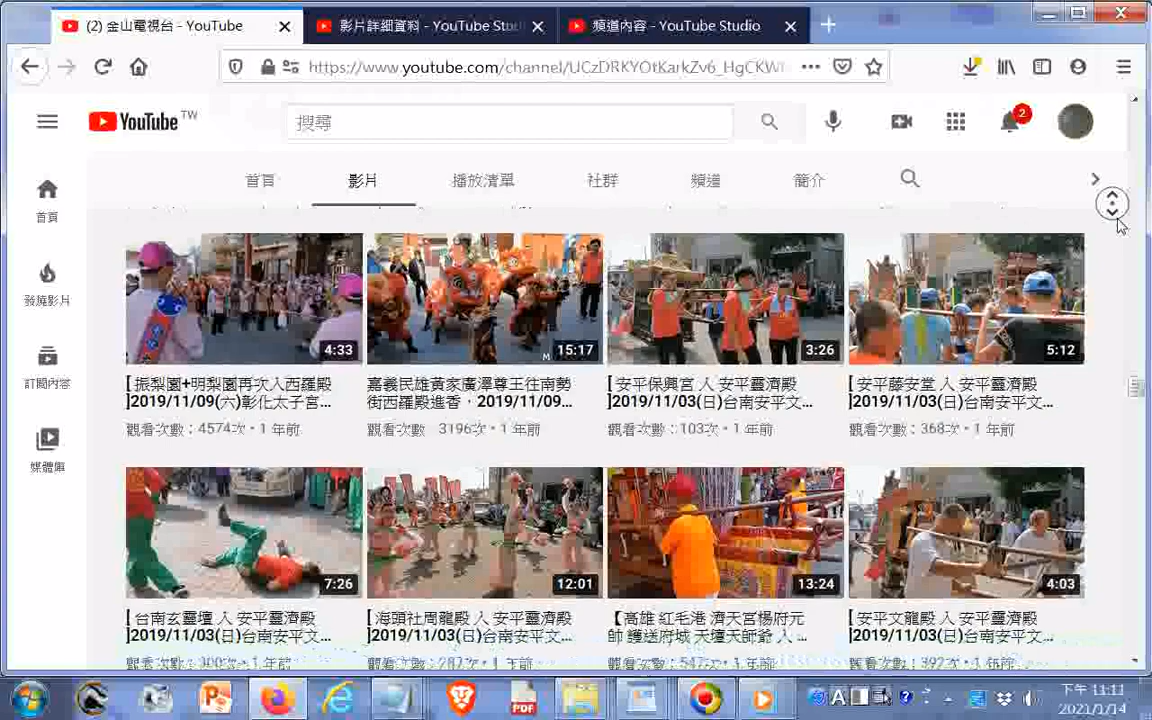 (2) 金山電視台 - YouTube
影片詳細資料 - YouTube Stu
頻道內容 - YouTube Studio
https://www.youtube.com/channel/UCzDRKYOtKarkZv6_HgCKW
YouTube TW
搜尋
2
首頁
影片
播放清單
社群
頻道
簡介
首頁
發燒影片
訂閱內容
媒體庫
4:33
15:17
3:26
5:12
[ 振梨園+明梨園再次入西羅殿
]2019/11/09(六)彰化太子宮...
觀看次數：4574次・1 年前
嘉義民雄黃家廣澤尊王往南勢
街西羅殿進香，2019/11/09...
觀看次數 3196次・1 年前
[ 安平保興宮 入 安平靈濟殿
]2019/11/03(日)台南安平文...
觀看次數：103次・1 年前
[ 安平藤安堂 入 安平靈濟殿
]2019/11/03(日)台南安平文...
觀看次數：368次・1 年前
7:26
12:01
13:24
4:03
[ 台南玄靈壇 入 安平靈濟殿
]2019/11/03(日)台南安平文...
[ 海頭社周龍殿 入 安平靈濟殿
]2019/11/03(日)台南安平文...
【高雄 紅毛港 濟天宮楊府元
帥 護送府城 天壇天師爺 入 ...
[ 安平文龍殿 入 安平靈濟殿
]2019/11/03(日)台南安平文...
PDF
A
下午 11:11
2021/1/14